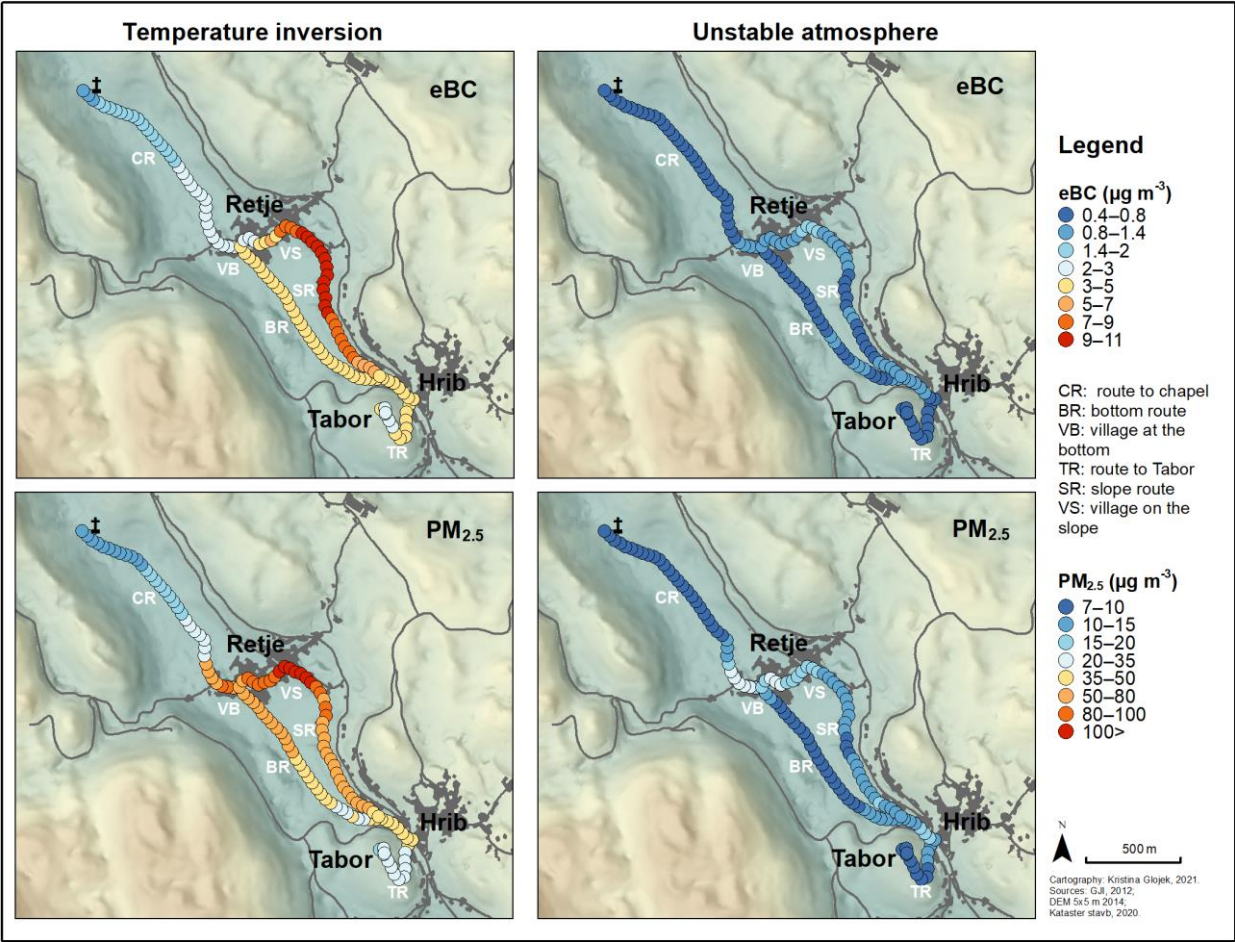 Temperature inversion
Unstable atmosphere
eBC
CR
Retje
VS
VB
SR
BR
Hrib
Tabor
TR
eBC
CR
Retje
VS
VB
SR
BR
Hrib
Tabor
TR
PM2.5
CR
Retje
VS
VB
SR
BR
Hrib
Tabor
TR
PM2.5
CR
Retje
VS
VB
SR
BR
Hrib
Tabor
TR
Legend
eBC (µg m-3)
0.4–0.8
0.8–1.4
1.4–2
2–3
3–5
5–7
7–9
9–11
CR: route to chapel
BR: bottom route
VB: village at the
bottom
TR: route to Tabor
SR: slope route
VS: village on the
slope
PM2.5 (µg m-3)
7–10
10–15
15–20
20–35
35–50
50–80
80–100
100>
N
500 m
Cartography: Kristina Glojek, 2021.
Sources: GJI, 2012;
DEM 5x5 m 2014;
Kataster stavb, 2020.